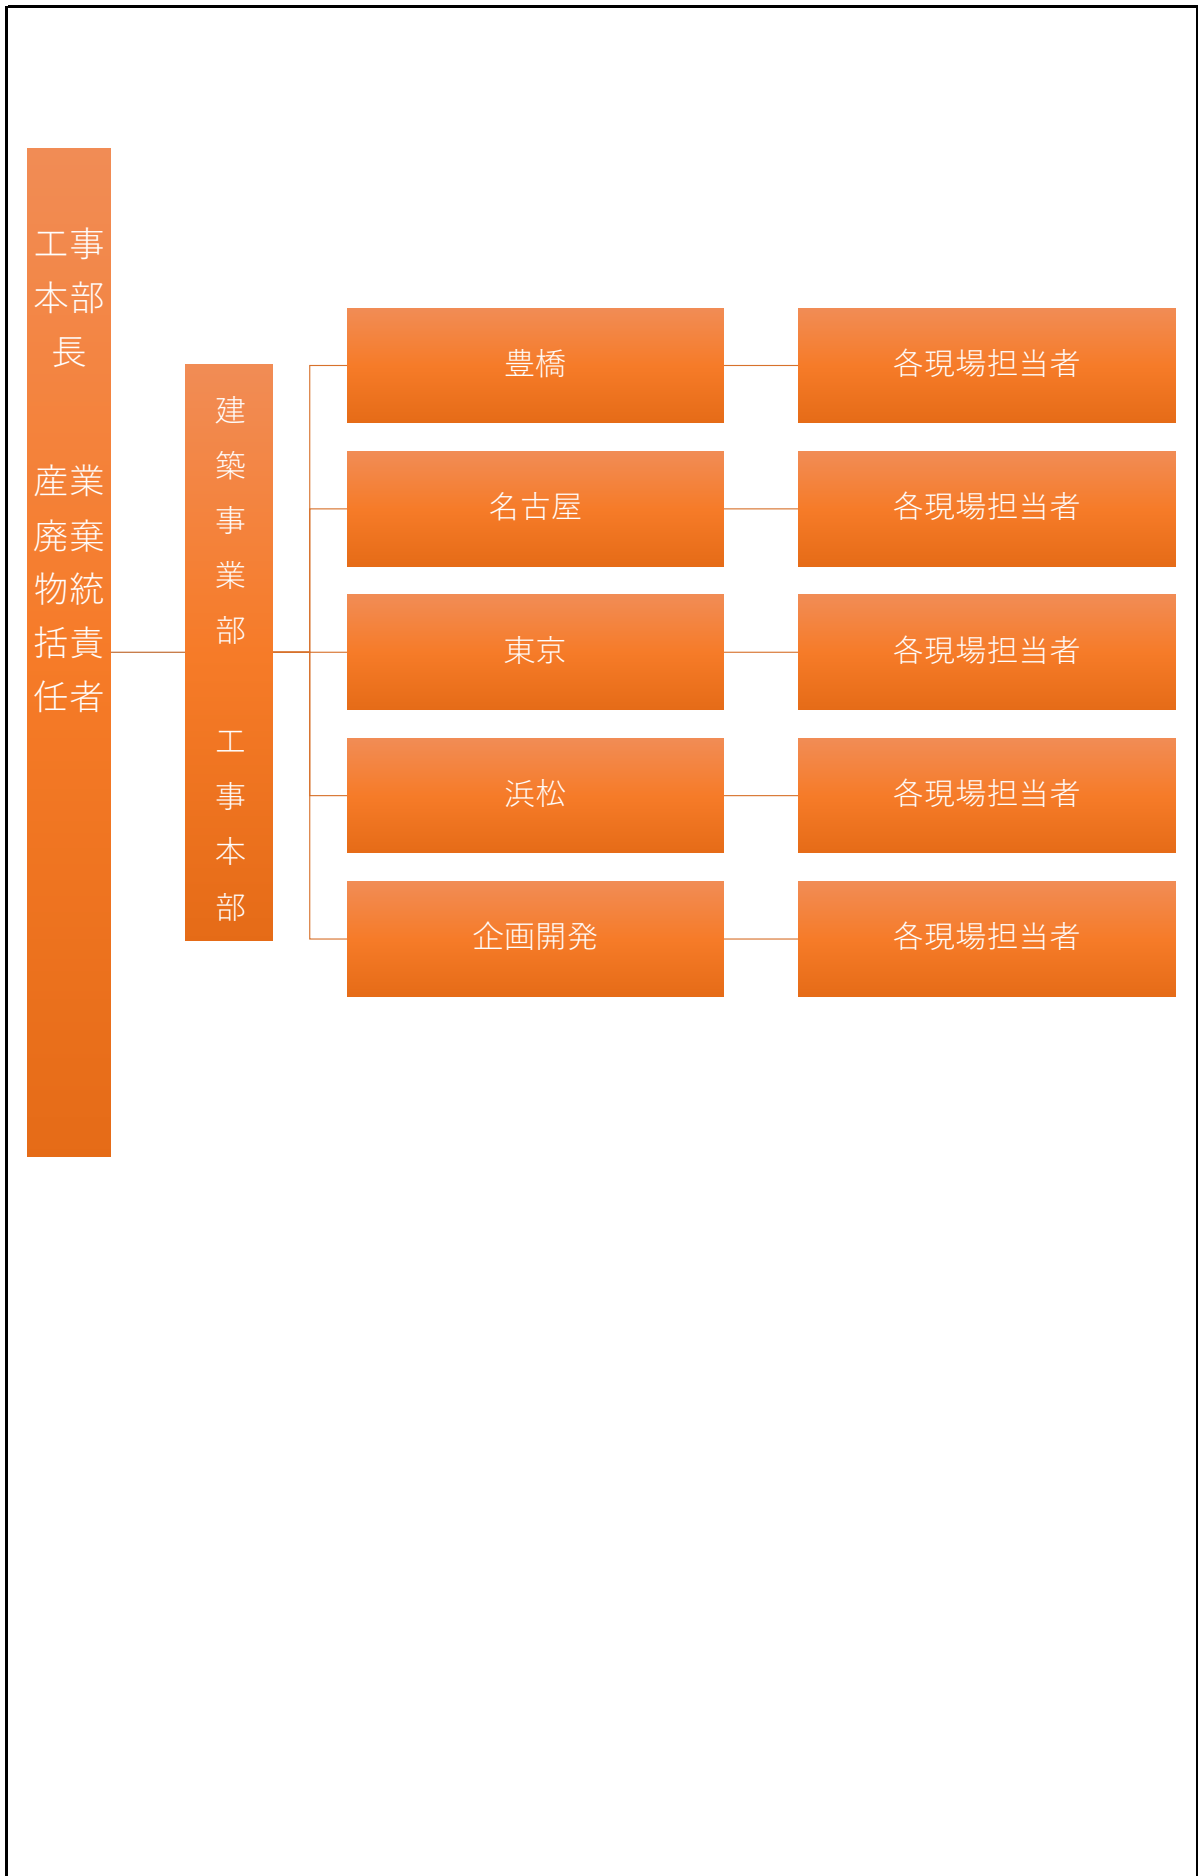 工事
本部
長
産業
廃棄
物統
括責
任者
建築事業部　工事本部
豊橋
各現場担当者
名古屋
各現場担当者
東京
各現場担当者
浜松
各現場担当者
企画開発
各現場担当者